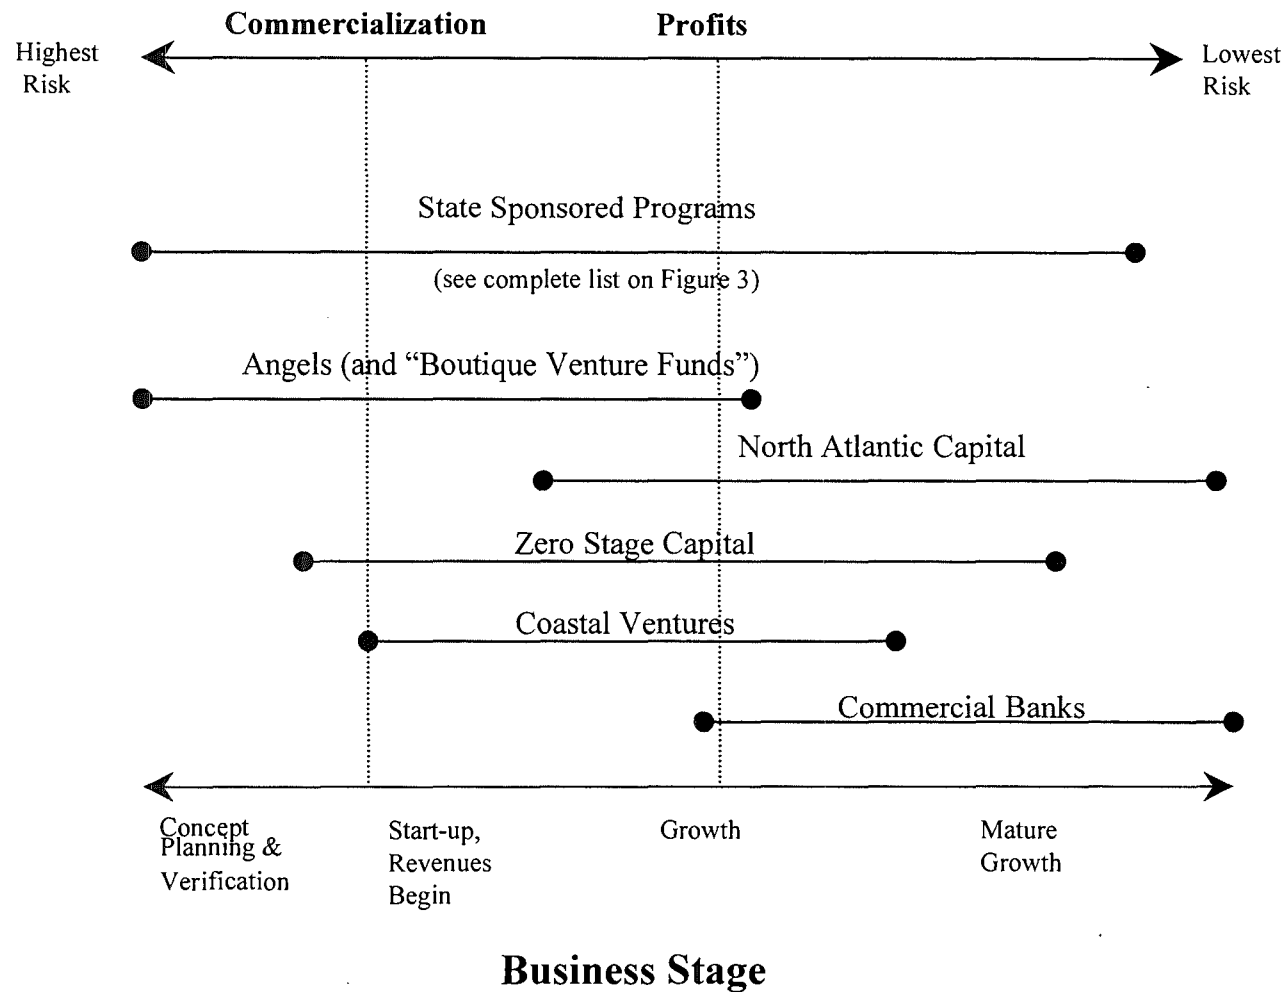 Commercialization
Profits
Highest
Risk
Lowest
Risk
State Sponsored Programs
(see complete list on Figure 3)
Angels (and “Boutique Venture Funds”)
North Atlantic Capital
Zero Stage Capital
Coastal Ventures
Commercial Banks
Concept
Planning &
Verification
Start-up,
Revenues
Begin
Growth
Mature
Growth
Business Stage